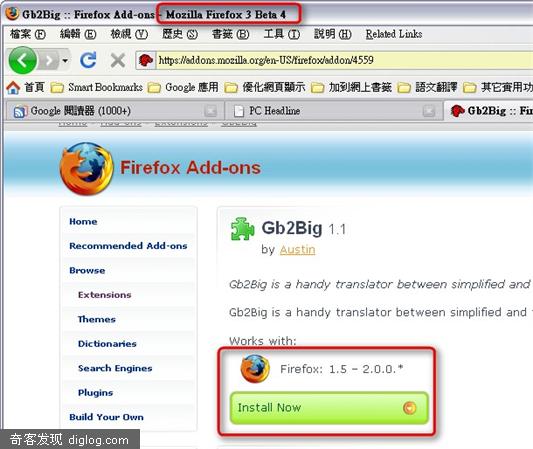 Gb2Big :: Firefox Add-ons - Mozilla Firefox 3 Beta 4
檔案(F) 編輯(E) 檢視(V) 歷史(S) 書籤(B) 工具(T) 說明(H) Related Links
https://addons.mozilla.org/en-US/firefox/addon/4559
首頁 Smart Bookmarks Google 應用 優化網頁顯示 加到網上書籤 語文翻譯 其它實用功
Google 閱讀器 (1000+) PC Headline Gb2Big :: Fire
Home > Add-ons > Extensions > Gb2Big
Firefox Add-ons
Home
Recommended Add-ons
Browse
Extensions
Themes
Dictionaries
Search Engines
Plugins
Build Your Own
Gb2Big 1.1
by Austin
Gb2Big is a handy translator between simplified and
Gb2Big is a handy translator between simplified and
Works with:
Firefox: 1.5 – 2.0.0.*
Install Now
奇客发现 diglog.com